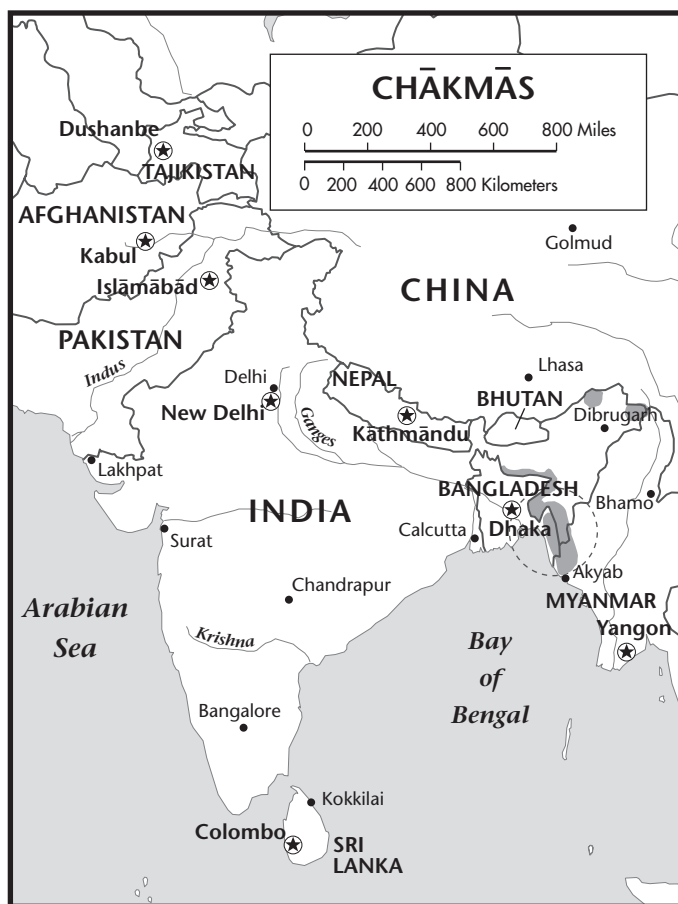 CHĀKMĀS
0 200 400 600 800 Miles
0 200 400 600 800 Kilometers
Dushanbe
TAJIKISTAN
AFGHANISTAN
Kabul
Islāmābād
Golmud
CHINA
PAKISTAN
Indus
Delhi
New Delhi
Ganges
NEPAL
Kāthmāndu
Lhasa
BHUTAN
Dibrugarh
Lakhpat
BANGLADESH
Dhaka
Bhamo
INDIA
Calcutta
Surat
Chandrapur
Akyab
MYANMAR
Yangon
Arabian
Sea
Krishna
Bay
of
Bengal
Bangalore
Kokkilai
Colombo
SRI
LANKA